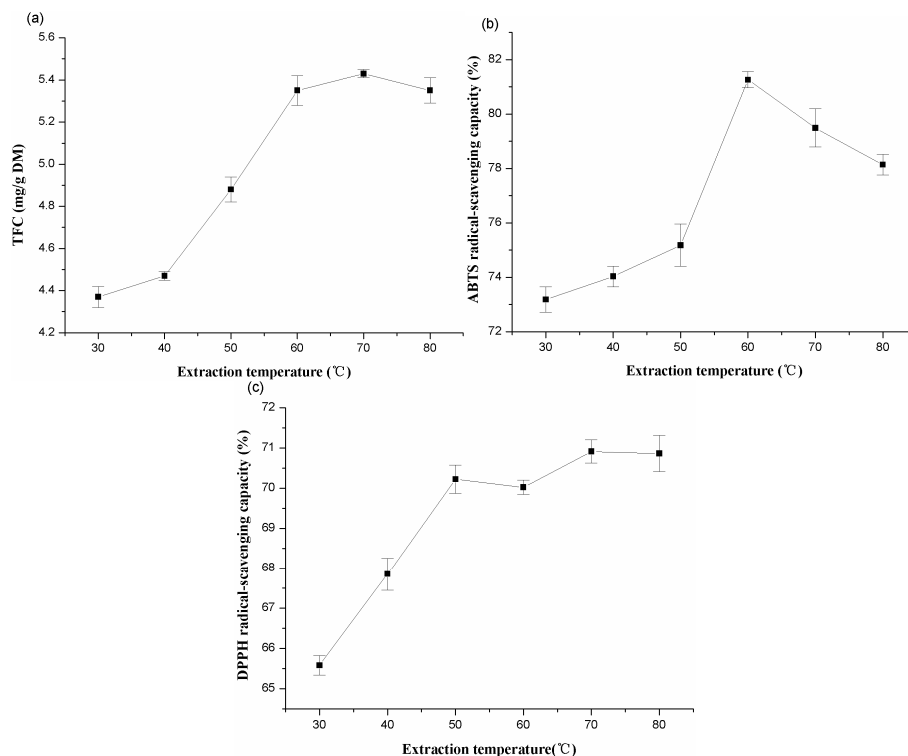 (a)
5.6
5.4
5.2
5.0
4.8
4.6
4.4
4.2
TFC (mg/g DM)
30 40 50 60 70 80
Extraction temperature (℃)
(b)
81
80
78
75
74
72
ABTS radical-scavenging capacity (%)
30 40 50 60 70 80
Extraction temperature (℃)
(c)
72
71
70
69
68
67
66
65
DPPH radical-scavenging capacity (%)
30 40 50 60 70 80
Extraction temperature(℃)